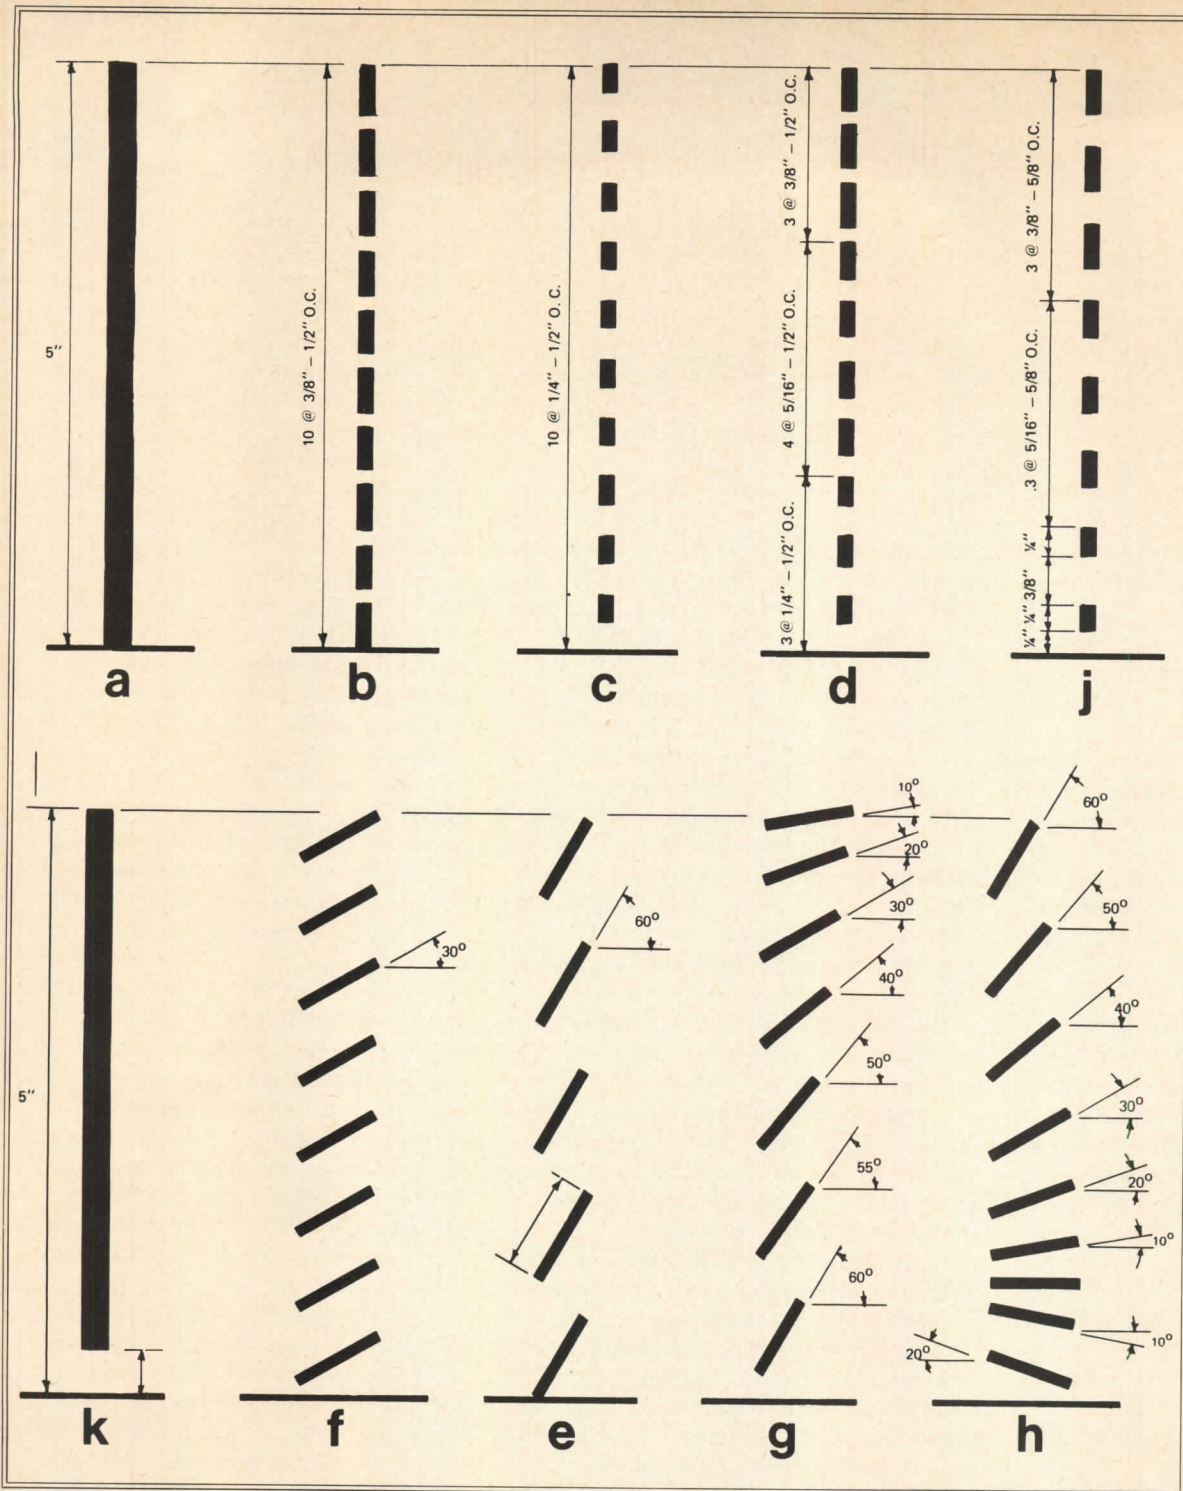 5"
10 @ 3/8" – 1/2" O.C.
10 @ 1/4" – 1/2" O.C.
3 @ 3/8" – 1/2" O.C.
4 @ 5/16" – 1/2" O.C.
3 @ 1/4" – 1/2" O.C.
3 @ 3/8" – 5/8" O.C.
.3 @ 5/16" – 5/8" O.C.
¼"
3/8"
¼"
¼"
a
b
c
d
j
5"
30°
60°
10°
20°
30°
40°
50°
55°
60°
60°
50°
40°
30°
20°
10°
10°
20°
k
f
e
g
h